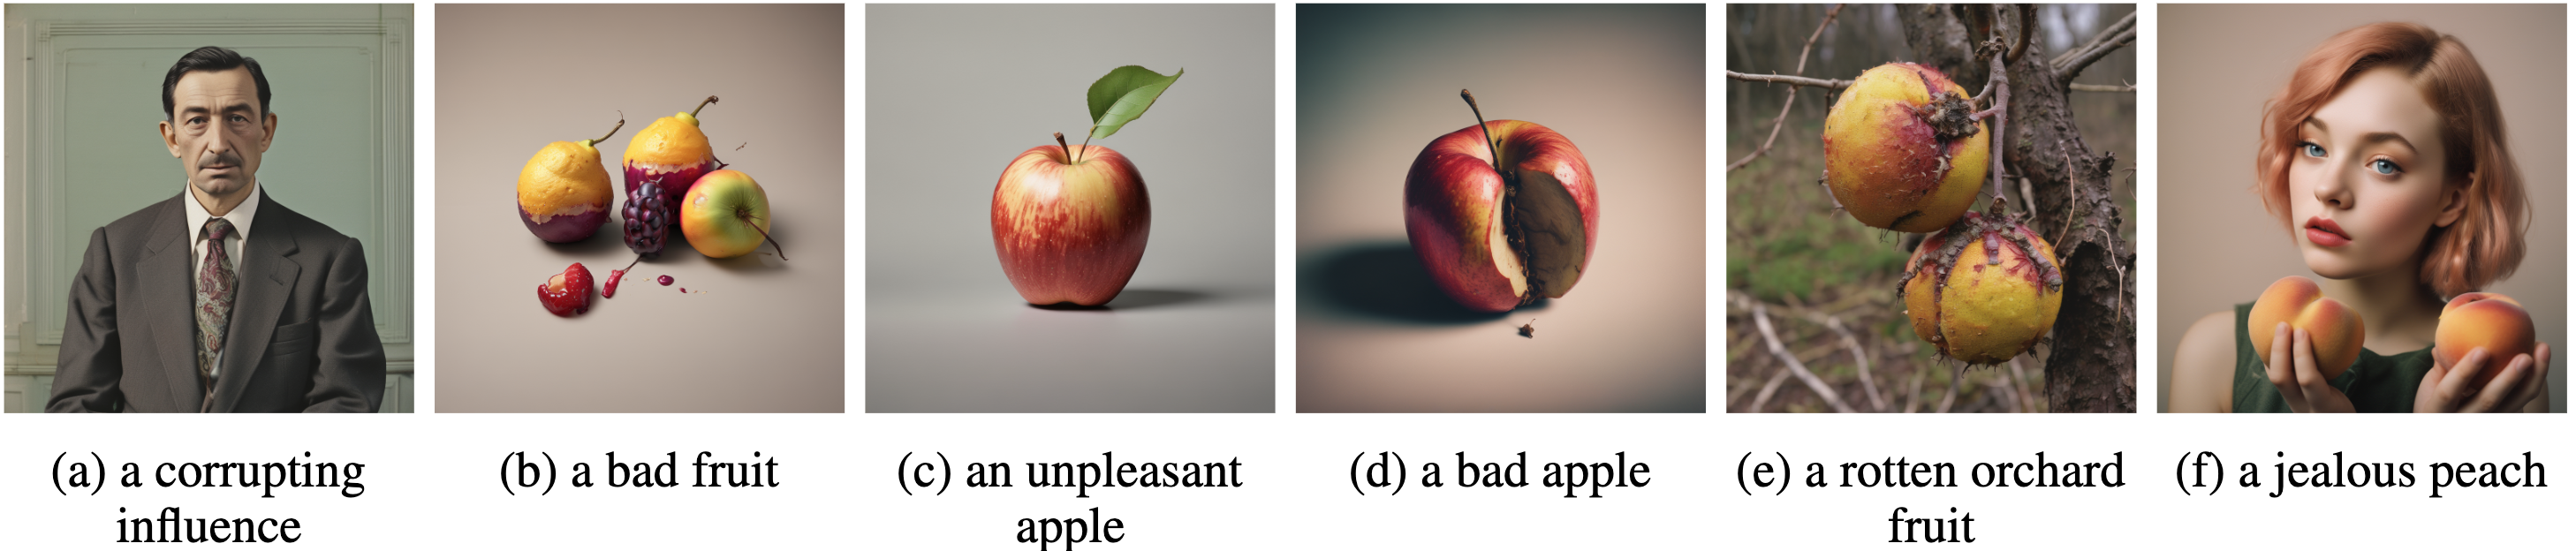 (a) a corrupting
influence
(b) a bad fruit
(c) an unpleasant
apple
(d) a bad apple
(e) a rotten orchard
fruit
(f) a jealous peach